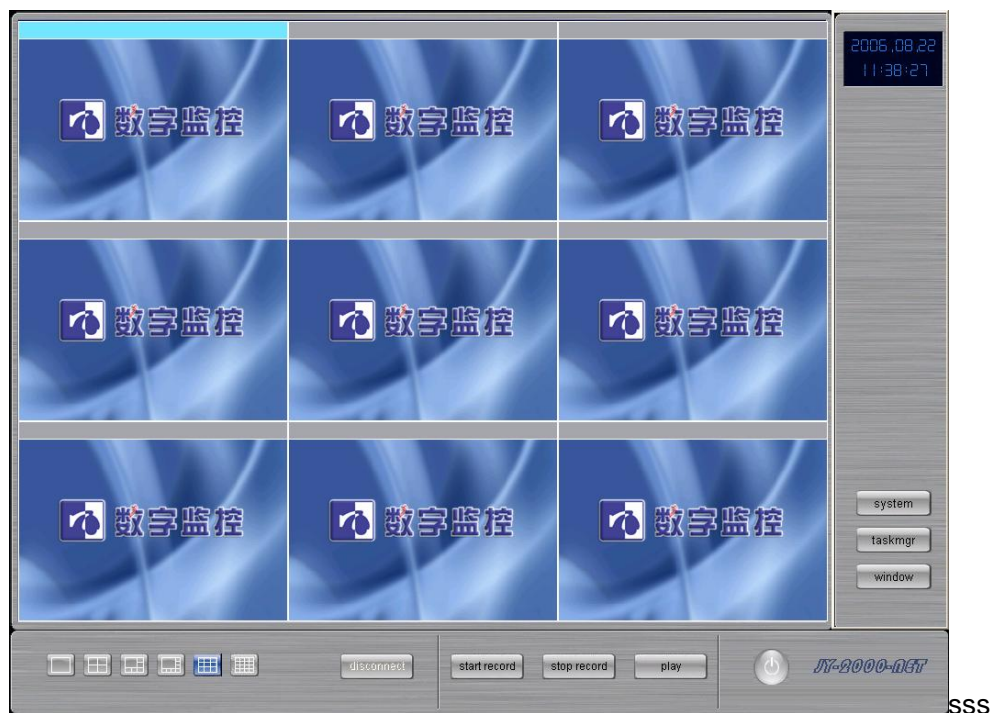 2006,08,22
11:38:27
数字监控
数字监控
数字监控
数字监控
数字监控
数字监控
数字监控
数字监控
数字监控
system
taskmgr
window
disconnect
start record
stop record
play
JY-2000-NET
sss